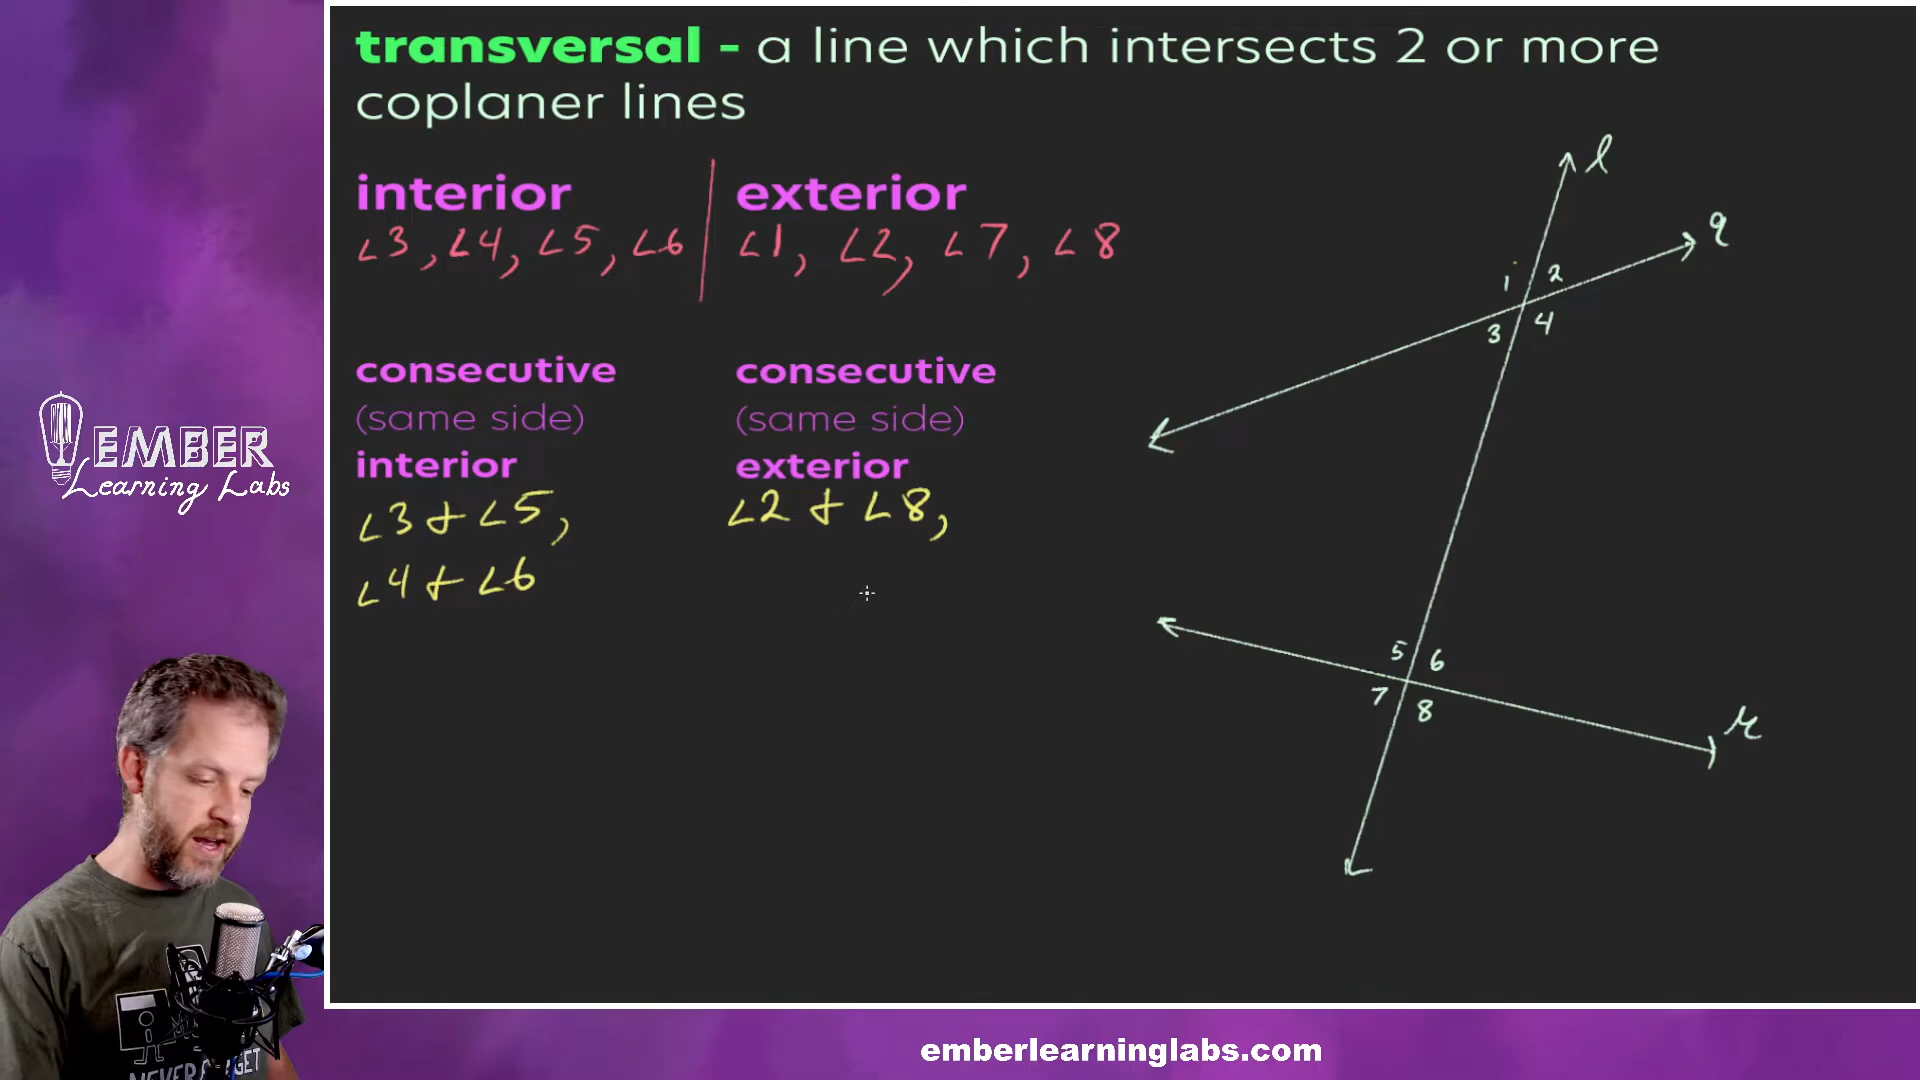 transversal - a line which intersects 2 or more
coplaner lines
interior
∠3, ∠4, ∠5, ∠6
exterior
∠1, ∠2, ∠7, ∠8
consecutive
(same side)
interior
∠3 + ∠5,
∠4 + ∠6
consecutive
(same side)
exterior
∠2 + ∠8,
l
q
1 2
3 4
5 6
7 8
r
EMBER
Learning Labs
NEVER GET
emberlearninglabs.com